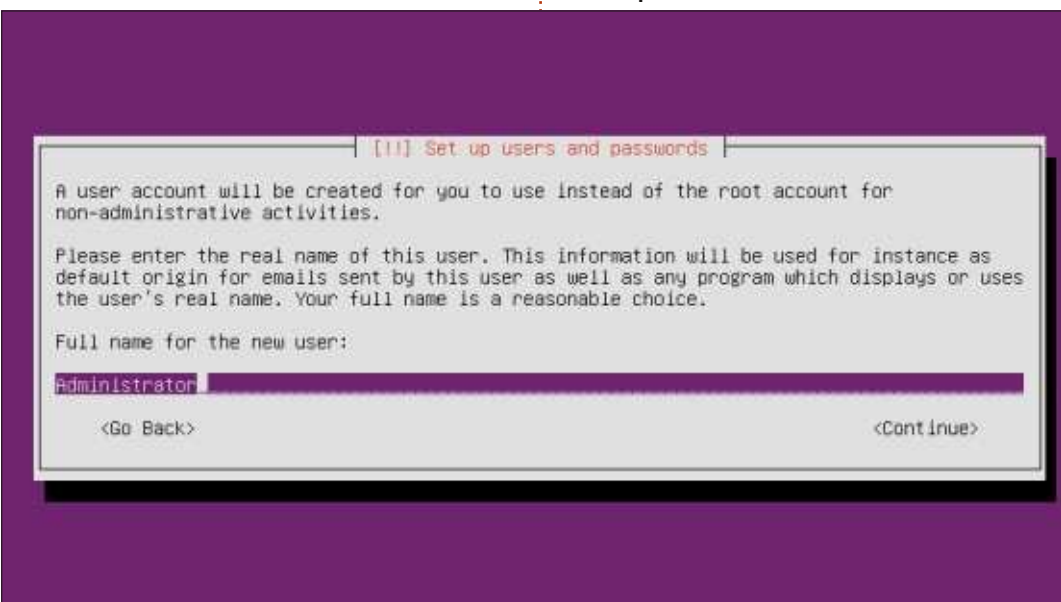 [!!] Set up users and passwords
A user account will be created for you to use instead of the root account for
non-administrative activities.
Please enter the real name of this user. This information will be used for instance as
default origin for emails sent by this user as well as any program which displays or uses
the user's real name. Your full name is a reasonable choice.
Full name for the new user:
Administrator
<Go Back> <Continue>